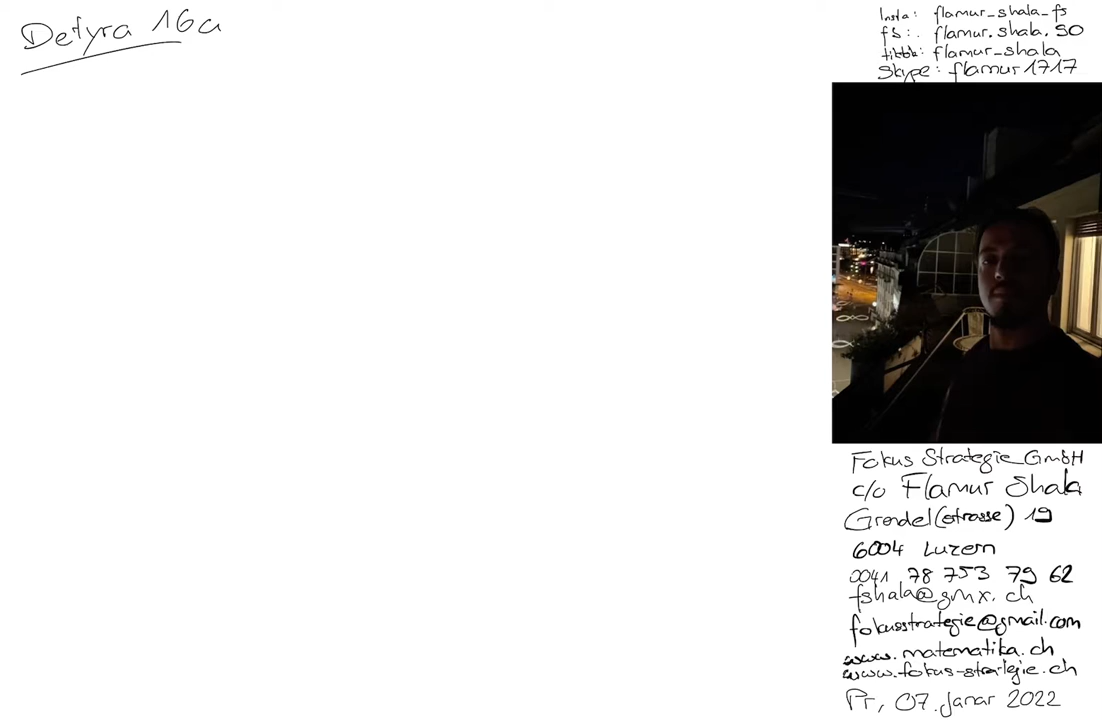 Detyra 16a
Insta: flamur_shala_fs
fb:. flamur.shala.90
tiktok: flamur_shala
Skype: flamur1717
Fokus Strategie GmbH
c/o Flamur Shala
Grendel(strasse) 19
6004 Luzern
0041 78 753 79 62
fshala@gmx.ch
fokusstrategie@gmail.com
www.matematika.ch
www.fokus-strategie.ch
Pr, 07. Janar 2022